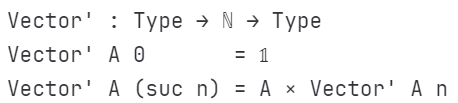 Vector' : Type → ℕ → Type
Vector' A 0       = 𝟙
Vector' A (suc n) = A × Vector' A n